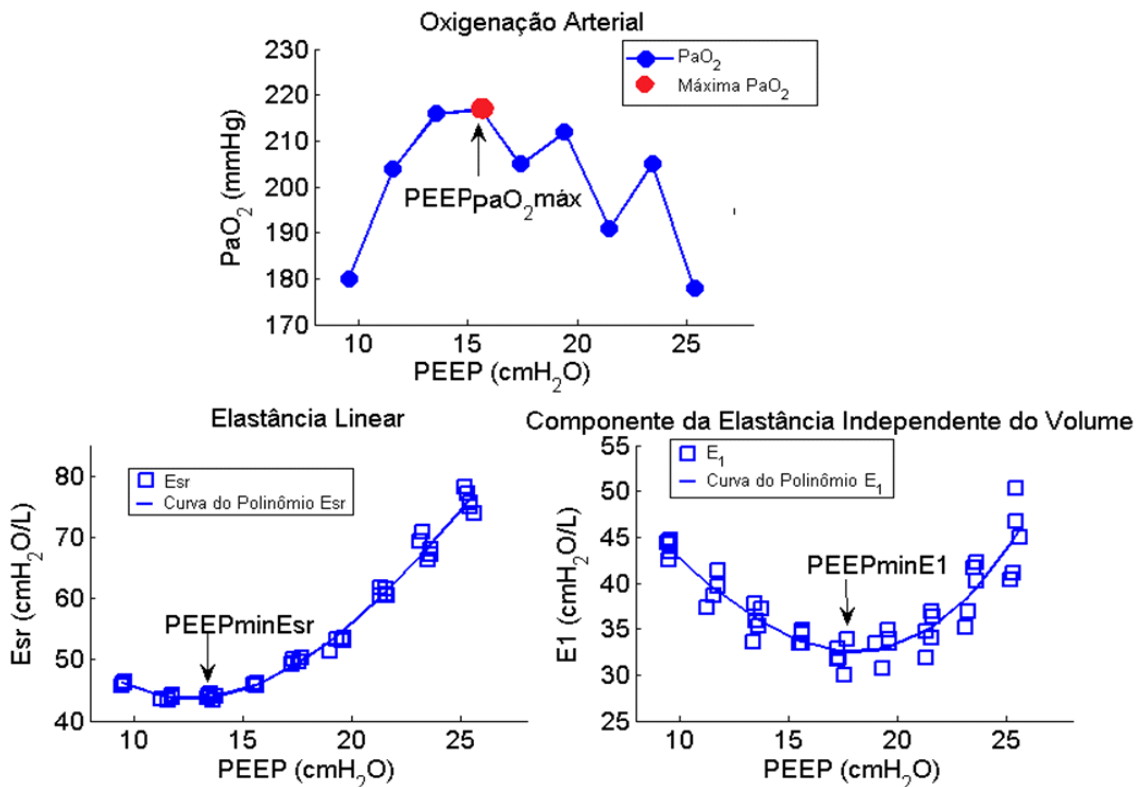 Oxigenação Arterial
230
220
210
200
190
180
170
PaO₂ (mmHg)
PaO₂
Máxima PaO₂
PEEPpaO₂máx
10 15 20 25
PEEP (cmH₂O)
Elastância Linear
80
70
60
50
40
Esr (cmH₂O/L)
Esr
Curva do Polinômio Esr
PEEPminEsr
10 15 20 25
PEEP (cmH₂O)
Componente da Elastância Independente do Volume
55
50
45
40
35
30
25
E1 (cmH₂O/L)
E₁
Curva do Polinômio E₁
PEEPminE1
10 15 20 25
PEEP (cmH₂O)